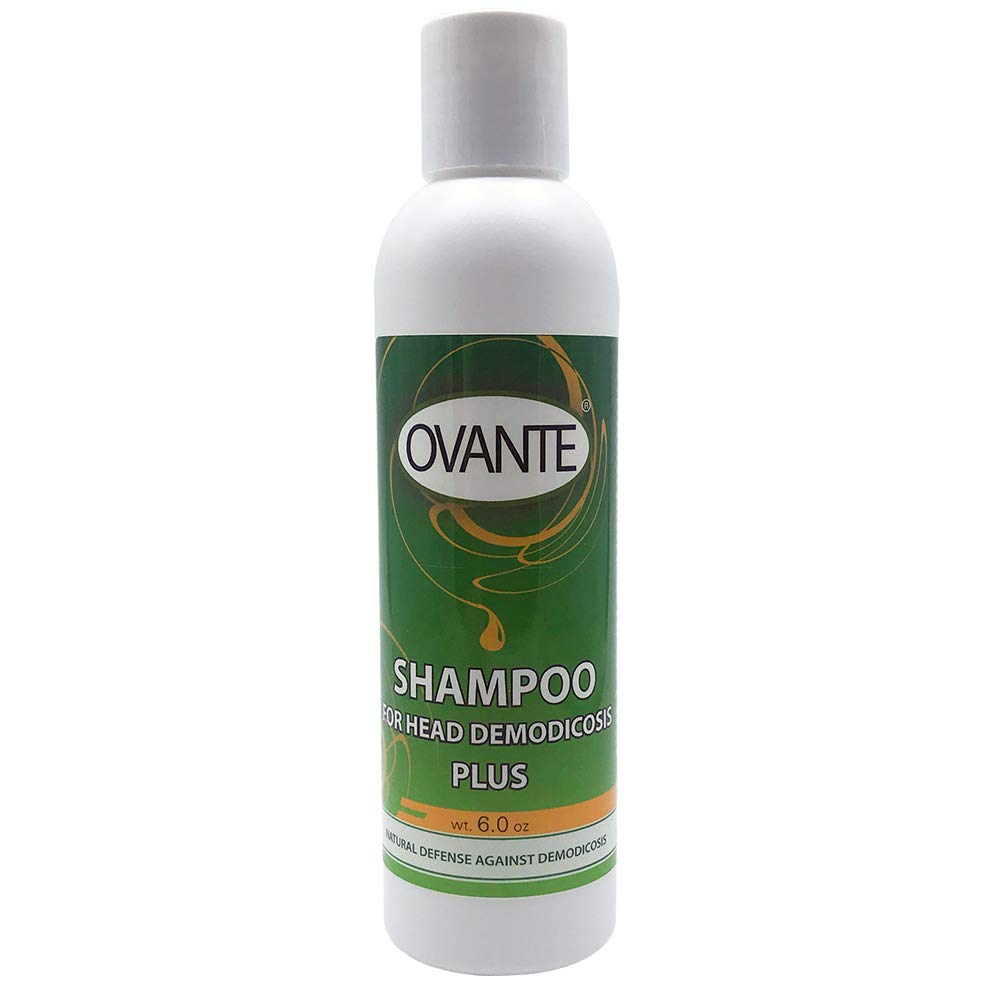 OVANTE®
SHAMPOO
FOR HEAD DEMODICOSIS
PLUS
wt. 6.0 oz
NATURAL DEFENSE AGAINST DEMODICOSIS